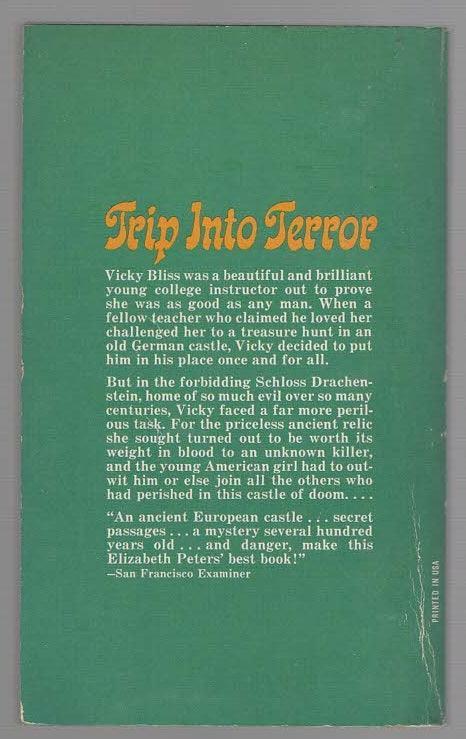 Trip Into Terror
Vicky Bliss was a beautiful and brilliant
young college instructor out to prove
she was as good as any man. When a
fellow teacher who claimed he loved her
challenged her to a treasure hunt in an
old German castle, Vicky decided to put
him in his place once and for all.
But in the forbidding Schloss Drachen-
stein, home of so much evil over so many
centuries, Vicky faced a far more peril-
ous task. For the priceless ancient relic
she sought turned out to be worth its
weight in blood to an unknown killer,
and the young American girl had to out-
wit him or else join all the others who
had perished in this castle of doom. . . .
“An ancient European castle . . . secret
passages . . . a mystery several hundred
years old . . . and danger, make this
Elizabeth Peters’ best book!”
—San Francisco Examiner
PRINTED IN USA